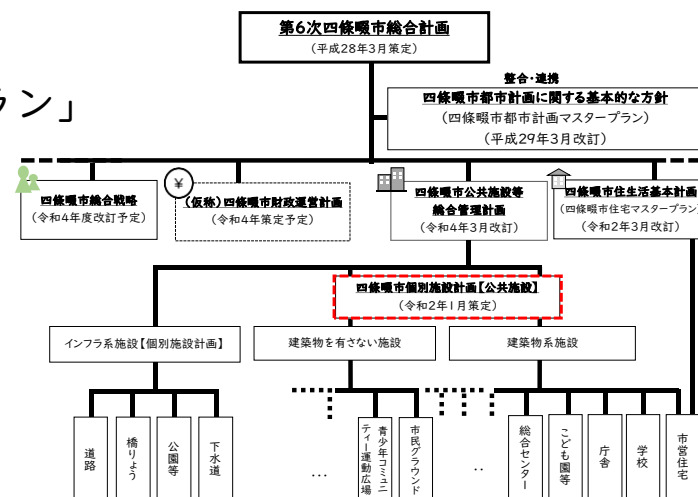 第6次四條畷市総合計画
(平成28年3月策定)
ラン」
整合・連携
四條畷市都市計画に関する基本的な方針
(四條畷市都市計画マスタープラン)
(平成29年3月改訂)
四條畷市総合戦略
(令和4年度改訂予定)
¥
(仮称)四條畷市財政運営計画
(令和4年策定予定)
四條畷市公共施設等
総合管理計画
(令和4年3月改訂)
四條畷市住生活基本計画
(四條畷市住宅マスタープラン)
(令和2年3月改訂)
四條畷市個別施設計画【公共施設】
(令和2年1月策定)
インフラ系施設【個別施設計画】
建築物を有さない施設
建築物系施設
道路
橋りょう
公園等
下水道
...
青少年コミュニ
ティー運動広場
市民グラウンド
..
総合センター
こども園等
庁舎
学校
市営住宅